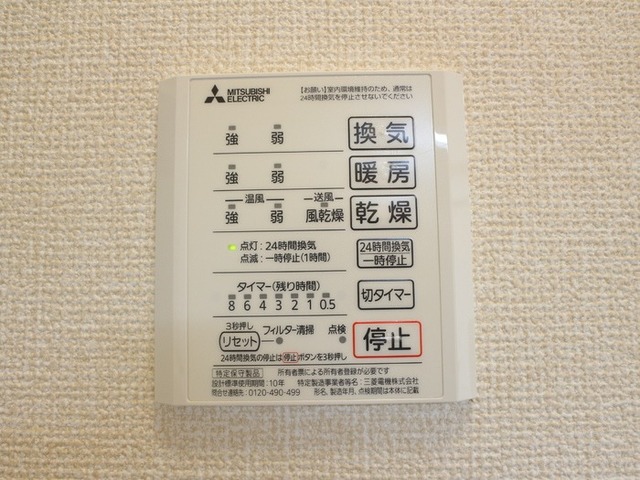 MITSUBISHI
ELECTRIC
【お願い】室内環境維持のため、通常は
24時間換気を停止させないでください
強 弱 換気
強 弱 暖房
温風 送風
強 弱 風乾燥 乾燥
点灯：24時間換気
点滅：一時停止(1時間)
24時間換気
一時停止
タイマー(残り時間)
8 6 4 3 2 1 0.5
切タイマー
3秒押し
リセット フィルター清掃 点検
停止
24時間換気の停止は停止ボタンを3秒押し
特定保守製品 所有者票による所有者登録が必要です
設計標準使用期間：10年 特定製造事業者等名：三菱電機株式会社
問合せ連絡先：0120-490-499 形名、製造年月、点検期間は本体に記載